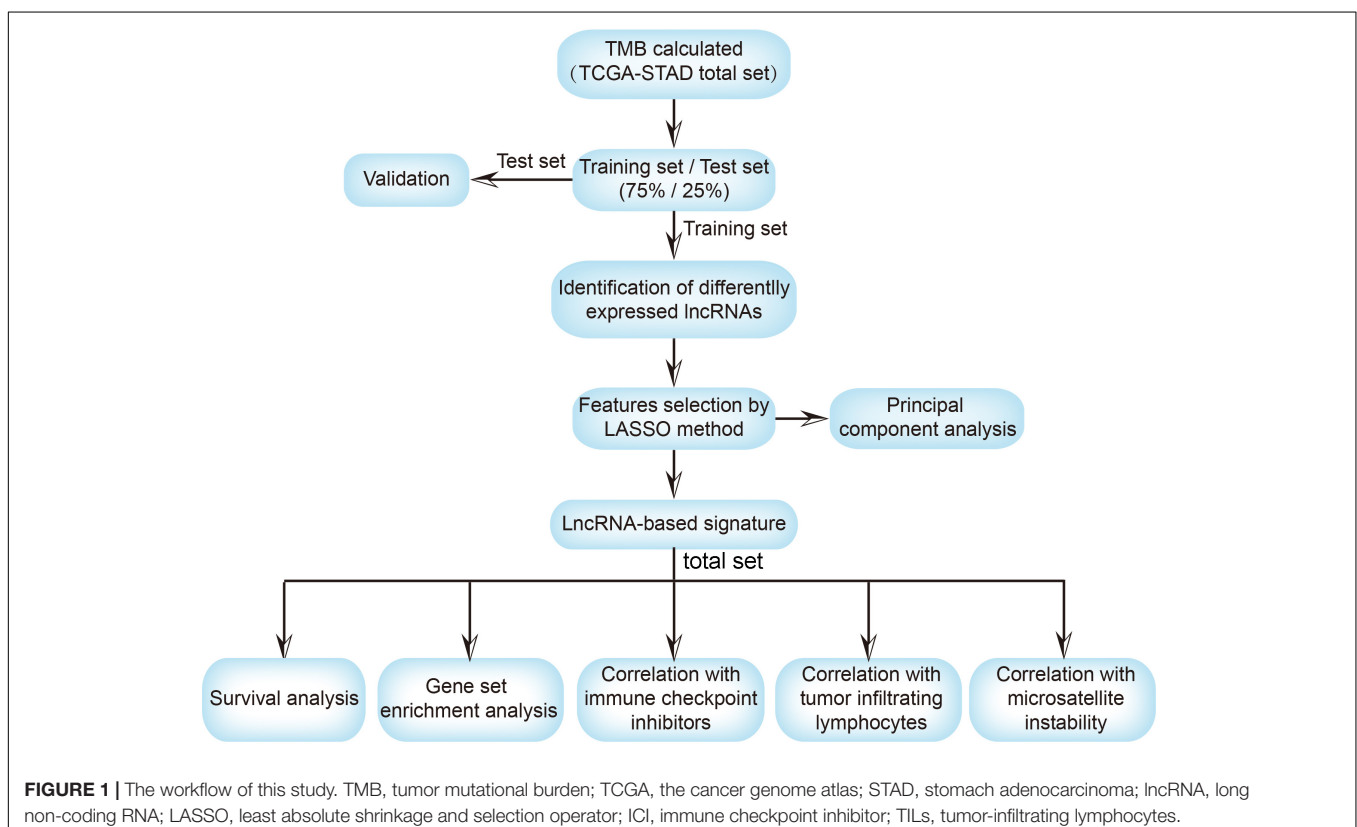 TMB calculated
(TCGA-STAD total set)
Test set
Validation
Training set / Test set
(75% / 25%)
Training set
Identification of differentlly
expressed lncRNAs
Features selection by
LASSO method
Principal
component analysis
LncRNA-based signature
total set
Survival analysis
Gene set
enrichment analysis
Correlation with
immune checkpoint
inhibitors
Correlation with
tumor infiltrating
lymphocytes
Correlation with
microsatellite
instability
FIGURE 1 | The workflow of this study. TMB, tumor mutational burden; TCGA, the cancer genome atlas; STAD, stomach adenocarcinoma; lncRNA, long
non-coding RNA; LASSO, least absolute shrinkage and selection operator; ICI, immune checkpoint inhibitor; TILs, tumor-infiltrating lymphocytes.